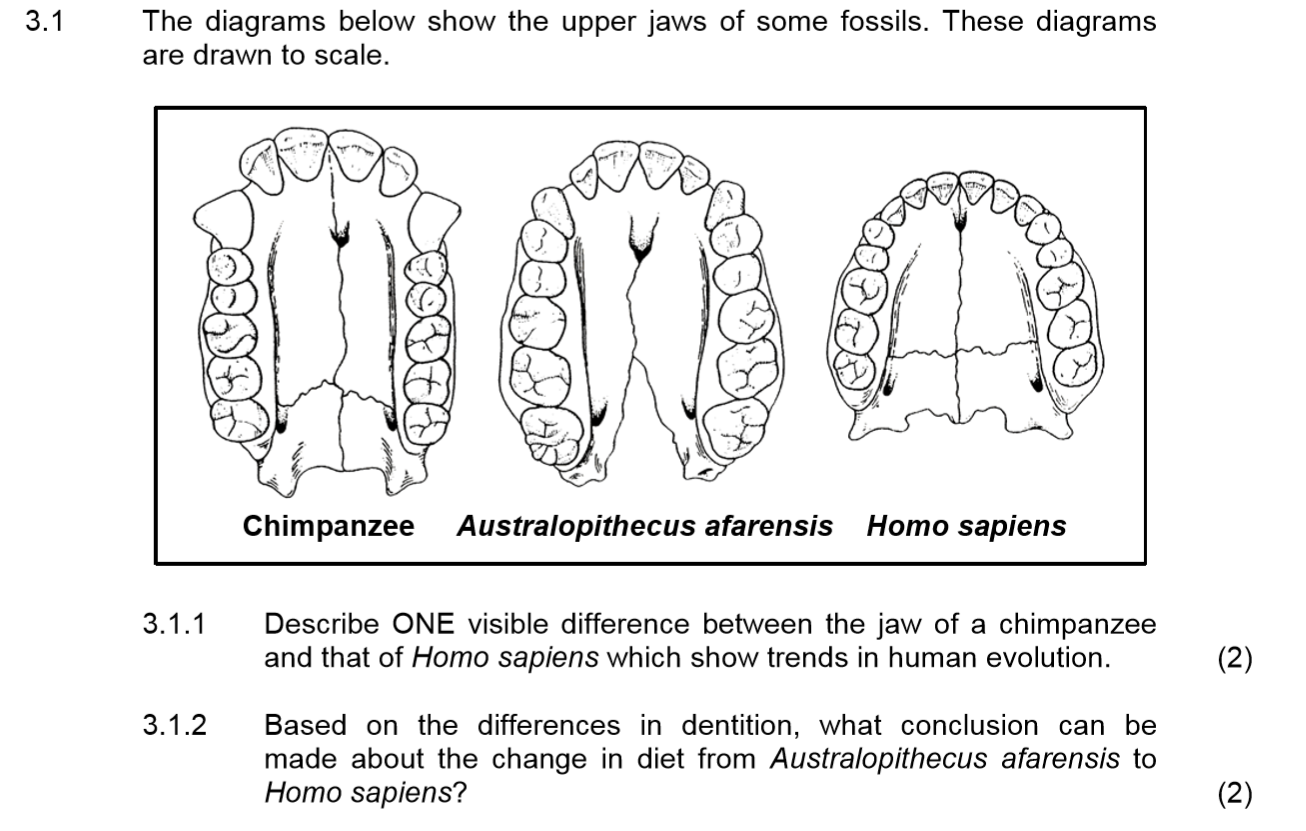 3.1 The diagrams below show the upper jaws of some fossils. These diagrams
are drawn to scale.
Chimpanzee Australopithecus afarensis Homo sapiens
3.1.1 Describe ONE visible difference between the jaw of a chimpanzee
and that of Homo sapiens which show trends in human evolution. (2)
3.1.2 Based on the differences in dentition, what conclusion can be
made about the change in diet from Australopithecus afarensis to
Homo sapiens? (2)